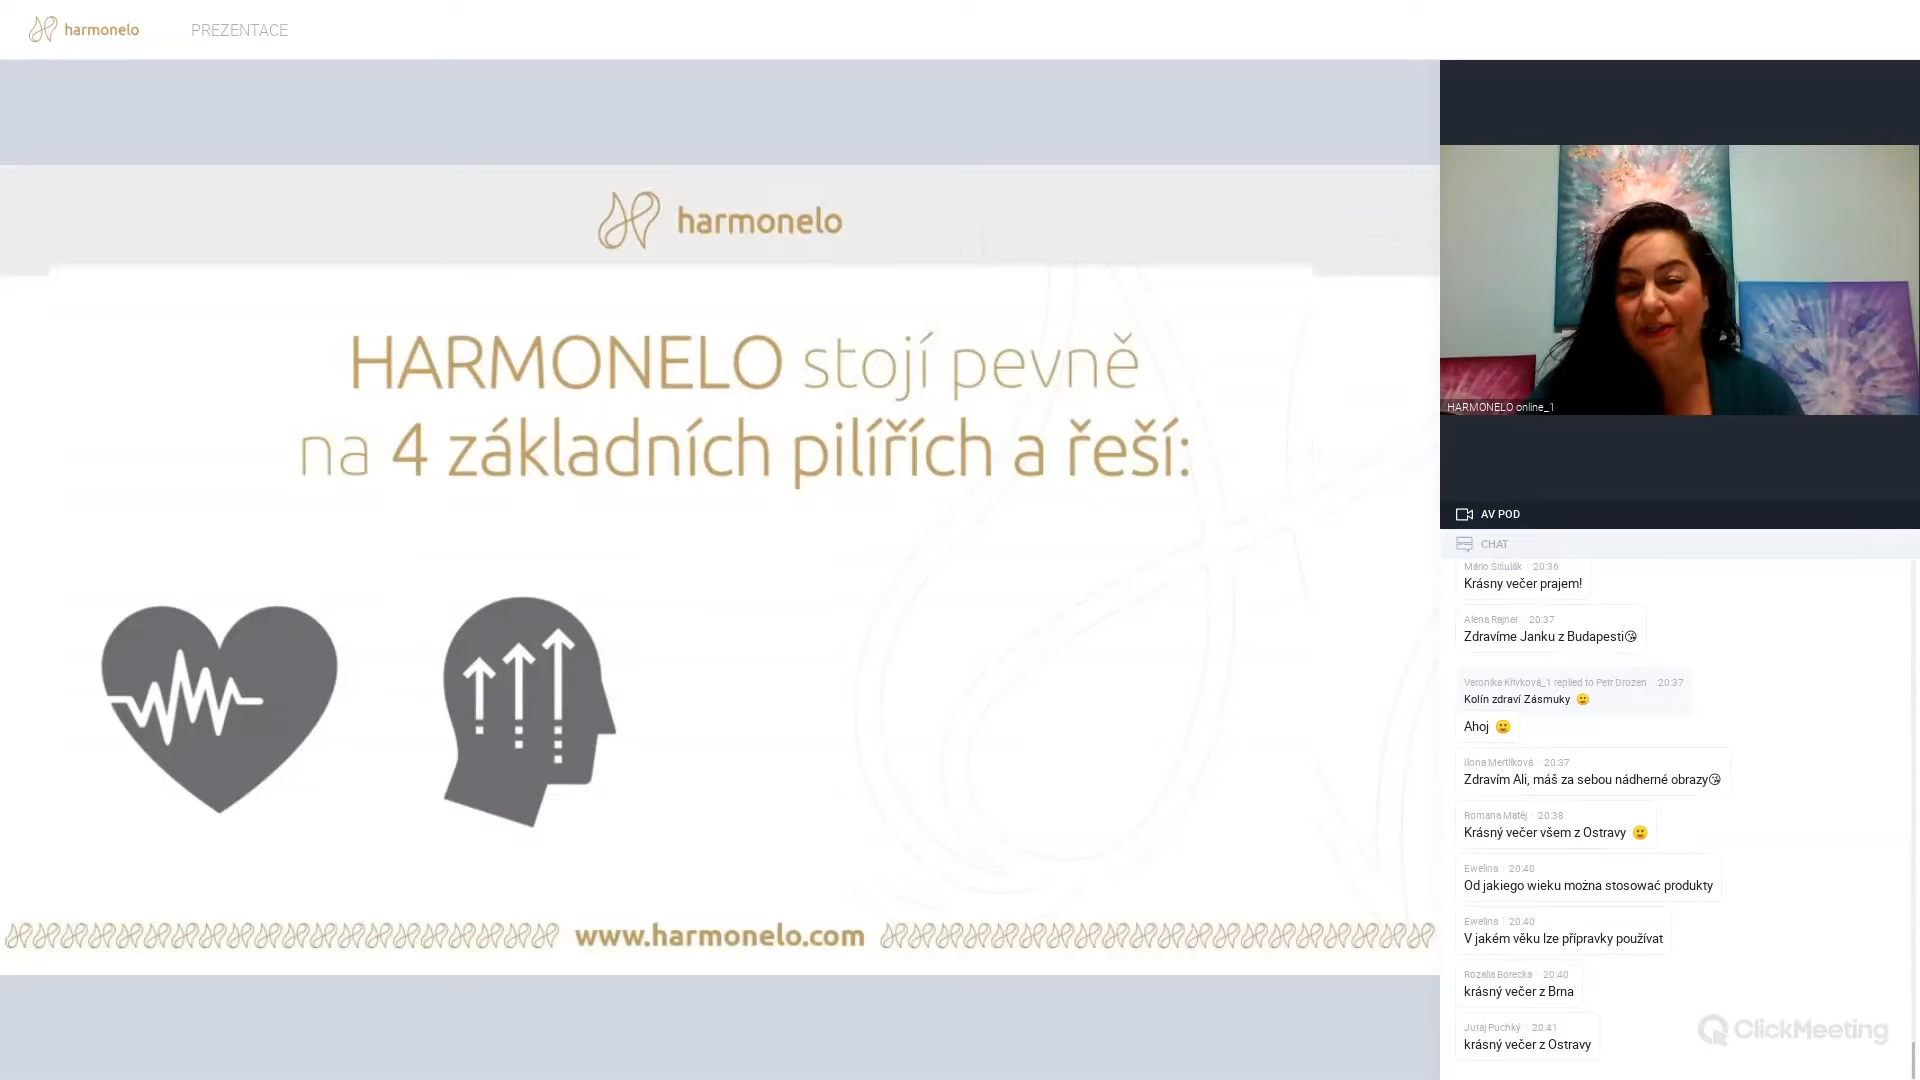 harmonelo
PREZENTACE
harmonelo
HARMONELO stojí pevně
na 4 základních pilířích a řeší:
www.harmonelo.com
HARMONELO online_1
AV POD
CHAT
Mário Šišulák · 20:36
Krásny večer prajem!
Alena Rajner · 20:37
Zdravíme Janku z Budapesti😘
Veronika Křivková_1 replied to Petr Drozen · 20:37
Kolín zdraví Zásmuky 🙂
Ahoj 🙂
Ilona Mertlíková · 20:37
Zdravím Ali, máš za sebou nádherné obrazy😘
Romana Matěj · 20:38
Krásný večer všem z Ostravy 🙂
Ewelina · 20:40
Od jakiego wieku można stosować produkty
Ewelina · 20:40
V jakém věku lze přípravky používat
Rozalia Borecka · 20:40
krásný večer z Brna
Juraj Puchký · 20:41
krásný večer z Ostravy
ClickMeeting